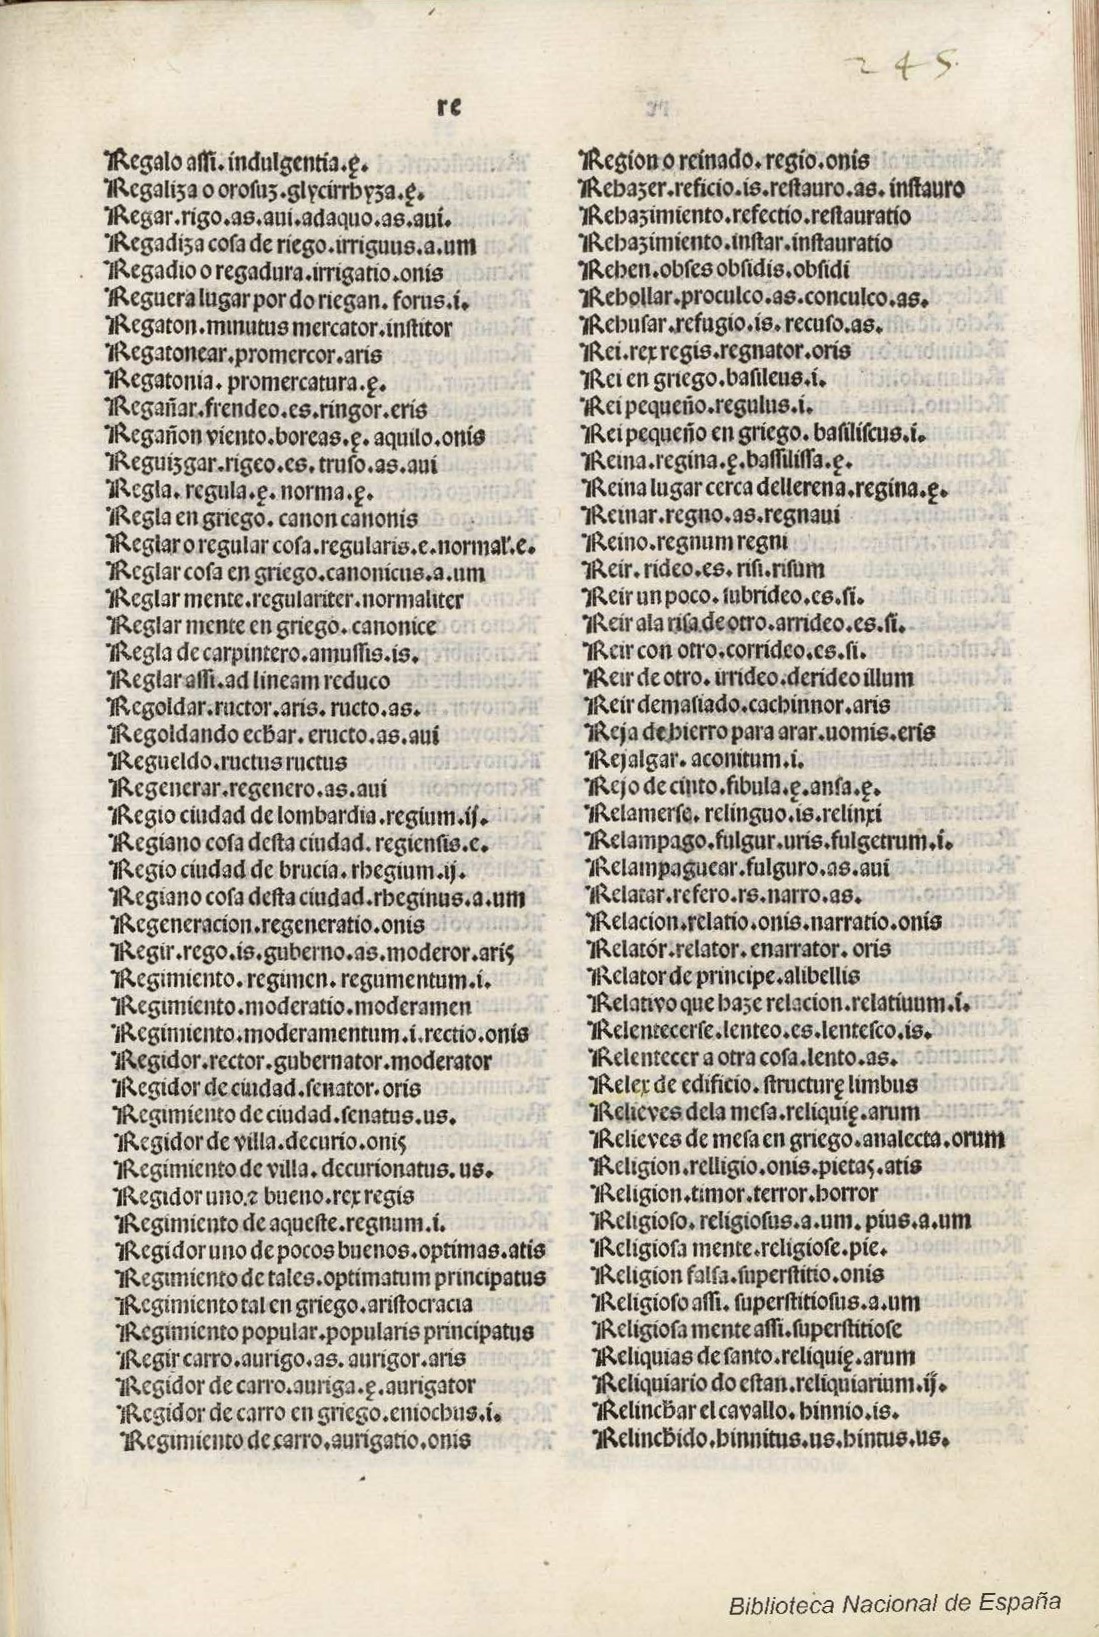 245.
re
Regalo assi. indulgentia.ę.
Regaliza o orosuz.glycirrhyza.ę.
Regar.rigo.as.aui.adaquo.as.aui.
Regadiza cosa de riego.irriguus.a.um
Regadio o regadura.irrigatio.onis
Reguera lugar por do riegan. forus.i.
Regaton.minutus mercator.institor
Regatonear.promercor.aris
Regatonia. promercatura.ę.
Regañar.frendeo.es.ringor.eris
Regañon viento.boreas.ę. aquilo.onis
Reguizgar.rigeo.es. truso.as.aui
Regla. regula.ę. norma.ę.
Regla en griego. canon canonis
Reglar o regular cosa.regularis.e.normal'.e.
Reglar cosa en griego.canonicus.a.um
Reglar mente.regulariter.normaliter
Reglar mente en griego. canonice
Regla de carpintero.amussis.is.
Reglar assi.ad lineam reduco
Regoldar.ructor.aris. ructo.as.
Regoldando echar. eructo.as.aui
Regueldo.ructus ructus
Regenerar.regenero.as.aui
Regio ciudad de lombardia.regium.ij.
Regiano cosa desta ciudad. regiensis.e.
Regio ciudad de brucia. rhegium.ij.
Regiano cosa desta ciudad.rheginus.a.um
Regeneracion.regeneratio.onis
Regir.rego.is.guberno.as.moderor.aris
Regimiento. regimen. regumentum.i.
Regimiento.moderatio.moderamen
Regimiento.moderamentum.i.rectio.onis
Regidor.rector.gubernator.moderator
Regidor de ciudad.senator.oris
Regimiento de ciudad.senatus.us.
Regidor de villa.decurio.onis
Regimiento de villa. decurionatus.us.
Regidor uno.⁊ bueno.rex regis
Regimiento de aqueste.regnum.i.
Regidor uno de pocos buenos.optimas.atis
Regimiento de tales.optimatum principatus
Regimiento tal en griego.aristocracia
Regimiento popular.popularis principatus
Regir carro.aurigo.as. aurigor.aris
Regidor de carro.auriga.ę.aurigator
Regidor de carro en griego.eniochus.i.
Regimiento de carro.aurigatio.onis
Region o reinado. regio.onis
Rehazer.reficio.is.restauro.as. instauro
Rehazimiento.refectio.restauratio
Rehazimiento.instar.instauratio
Rehen.obses obsidis.obsidi
Rehollar.proculco.as.conculco.as.
Rehusar.refugio.is. recuso.as.
Rei.rex regis.regnator.oris
Rei en griego.basileus.i.
Rei pequeño.regulus.i.
Rei pequeño en griego. basiliscus.i.
Reina.regina.ę.bassilissa.ę.
Reina lugar cerca dellerena.regina.ę.
Reinar.regno.as.regnaui
Reino.regnum regni
Reir. rideo.es. risi.risum
Reir un poco. subrideo.es.si.
Reir ala risa de otro.arrideo.es.si.
Reir con otro.corrideo.es.si.
Reir de otro. irrideo.derideo illum
Reir demasiado.cachinnor.aris
Reja de hierro para arar.uomis.eris
Rejalgar. aconitum.i.
Rejo de cinto.fibula.ę.ansa.ę.
Relamerse. relinguo.is.relinxi
Relampago.fulgur.uris.fulgetrum.i.
Relampaguear.fulguro.as.aui
Relatar.refero.rs.narro.as.
Relacion.relatio.onis.narratio.onis
Relatór.relator. enarrator. oris
Relator de principe.alibellis
Relativo que haze relacion.relatiuum.i.
Relentecerse.lenteo.es.lentesco.is.
Relentecer a otra cosa.lento.as.
Relex de edificio. structurę limbus
Relieves dela mesa.reliquię.arum
Relieves de mesa en griego.analecta.orum
Religion.relligio.onis.pietas.atis
Religion.timor.terror.horror
Religioso. religiosus.a.um. pius.a.um
Religiosa mente.religiose.pie.
Religion falsa.superstitio.onis
Religioso assi. superstitiosus.a.um
Religiosa mente assi.superstitiose
Reliquias de santo.reliquię.arum
Reliquiario do estan.reliquiarium.ij.
Relinchar el cavallo. hinnio.is.
Relinchido.hinnitus.us.hintus.us.
Biblioteca Nacional de España